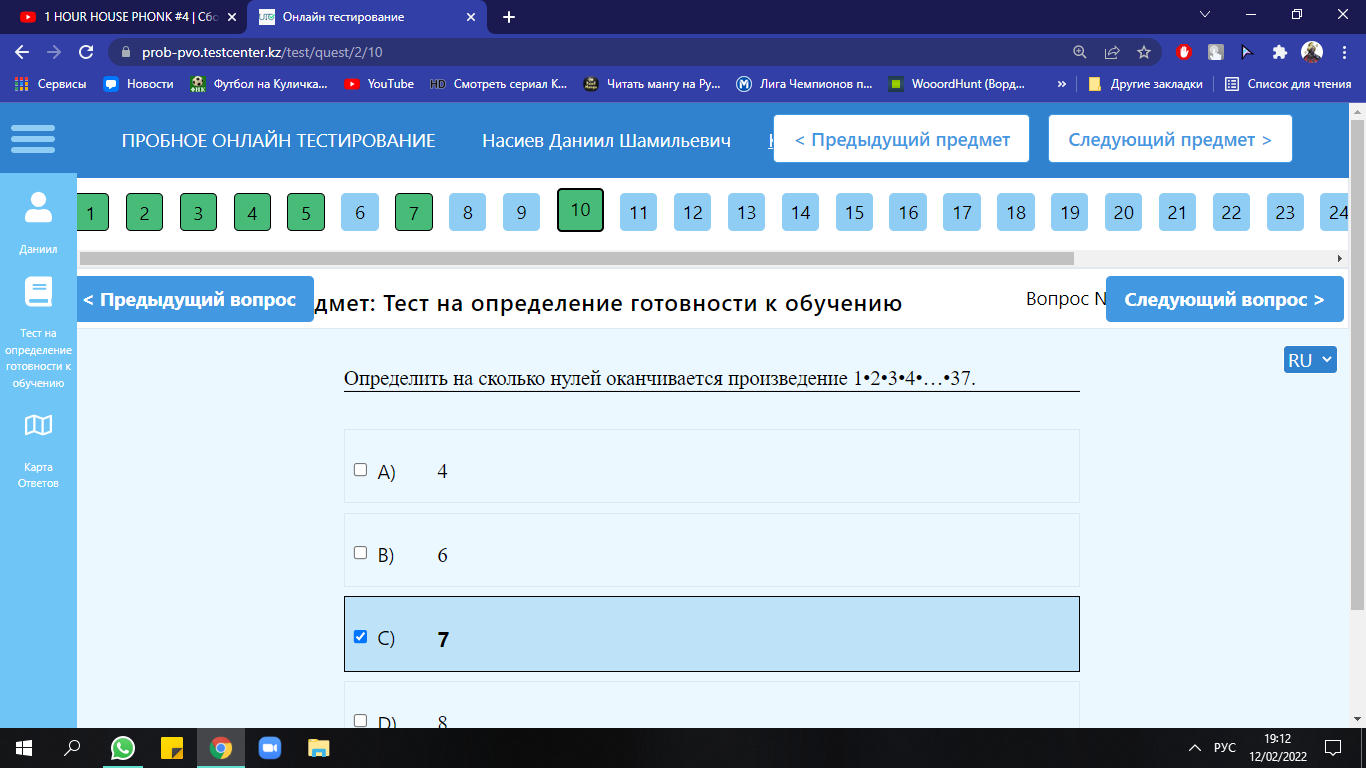 1 HOUR HOUSE PHONK #4 | Сбо
Онлайн тестирование
prob-pvo.testcenter.kz/test/quest/2/10
Сервисы Новости Футбол на Куличка... YouTube HD Смотреть сериал К... Читать мангу на Ру... Лига Чемпионов п... WooordHunt (Ворд... » Другие закладки Список для чтения
ПРОБНОЕ ОНЛАЙН ТЕСТИРОВАНИЕ Насиев Даниил Шамильевич < Предыдущий предмет Следующий предмет >
1 2 3 4 5 6 7 8 9 10 11 12 13 14 15 16 17 18 19 20 21 22 23 24
Даниил
Тест на
определение
готовности к
обучению
Карта
Ответов
< Предыдущий вопрос дмет: Тест на определение готовности к обучению Вопрос N Следующий вопрос >
RU
Определить на сколько нулей оканчивается произведение 1•2•3•4•…•37.
A) 4
B) 6
C) 7
D) 8
РУС
19:12
12/02/2022